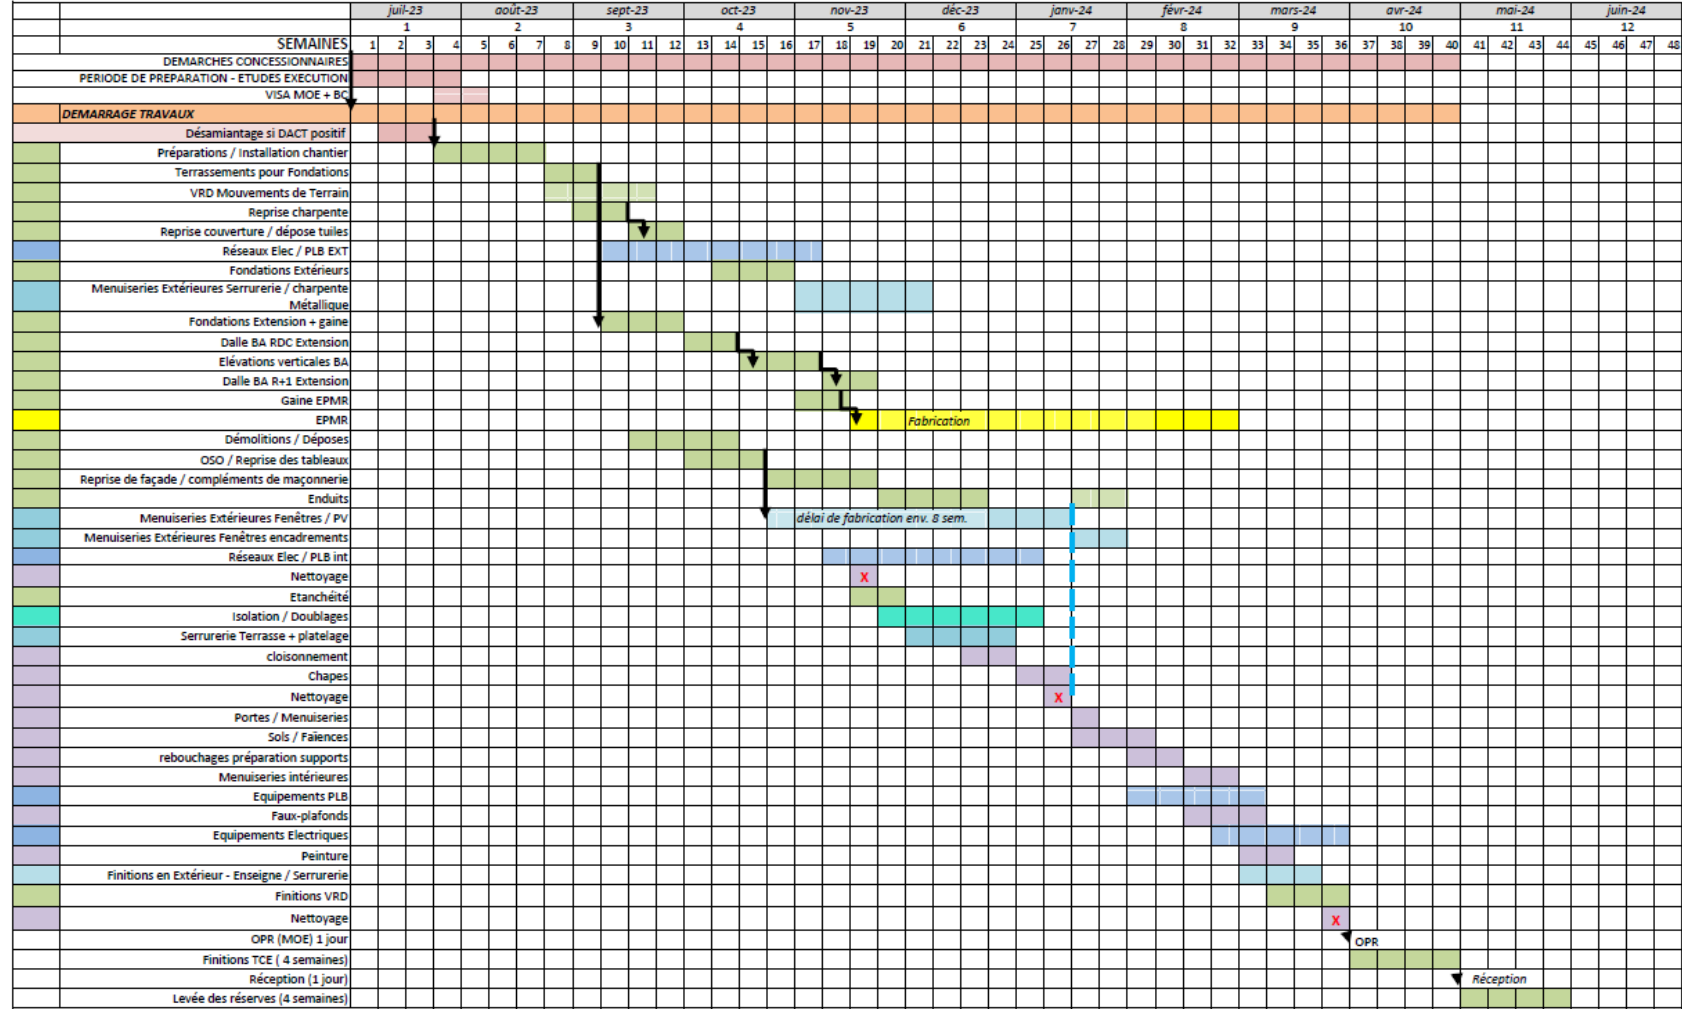 juil-23 août-23 sept-23 oct-23 nov-23 déc-23 janv-24 févr-24 mars-24 avr-24 mai-24 juin-24
1 2 3 4 5 6 7 8 9 10 11 12
SEMAINES 1 2 3 4 5 6 7 8 9 10 11 12 13 14 15 16 17 18 19 20 21 22 23 24 25 26 27 28 29 30 31 32 33 34 35 36 37 38 39 40 41 42 43 44 45 46 47 48
DEMARCHES CONCESSIONNAIRES
PERIODE DE PREPARATION - ETUDES EXECUTION
VISA MOE + BC
DEMARRAGE TRAVAUX
Désamiantage si DACT positif
Préparations / Installation chantier
Terrassements pour Fondations
VRD Mouvements de Terrain
Reprise charpente
Reprise couverture / dépose tuiles
Réseaux Elec / PLB EXT
Fondations Extérieurs
Menuiseries Extérieures Serrurerie / charpente
Métallique
Fondations Extension + gaine
Dalle BA RDC Extension
Elévations verticales BA
Dalle BA R+1 Extension
Gaine EPMR
EPMR Fabrication
Démolitions / Déposes
OSO / Reprise des tableaux
Reprise de façade / compléments de maçonnerie
Enduits
Menuiseries Extérieures Fenêtres / PV délai de fabrication env. 8 sem.
Menuiseries Extérieures Fenêtres encadrements
Réseaux Elec / PLB int
Nettoyage X
Etanchéité
Isolation / Doublages
Serrurerie Terrasse + platelage
cloisonnement
Chapes
Nettoyage X
Portes / Menuiseries
Sols / Faïences
rebouchages préparation supports
Menuiseries intérieures
Equipements PLB
Faux-plafonds
Equipements Electriques
Peinture
Finitions en Extérieur - Enseigne / Serrurerie
Finitions VRD
Nettoyage X
OPR (MOE) 1 jour OPR
Finitions TCE ( 4 semaines)
Réception (1 jour) Réception
Levée des réserves (4 semaines)